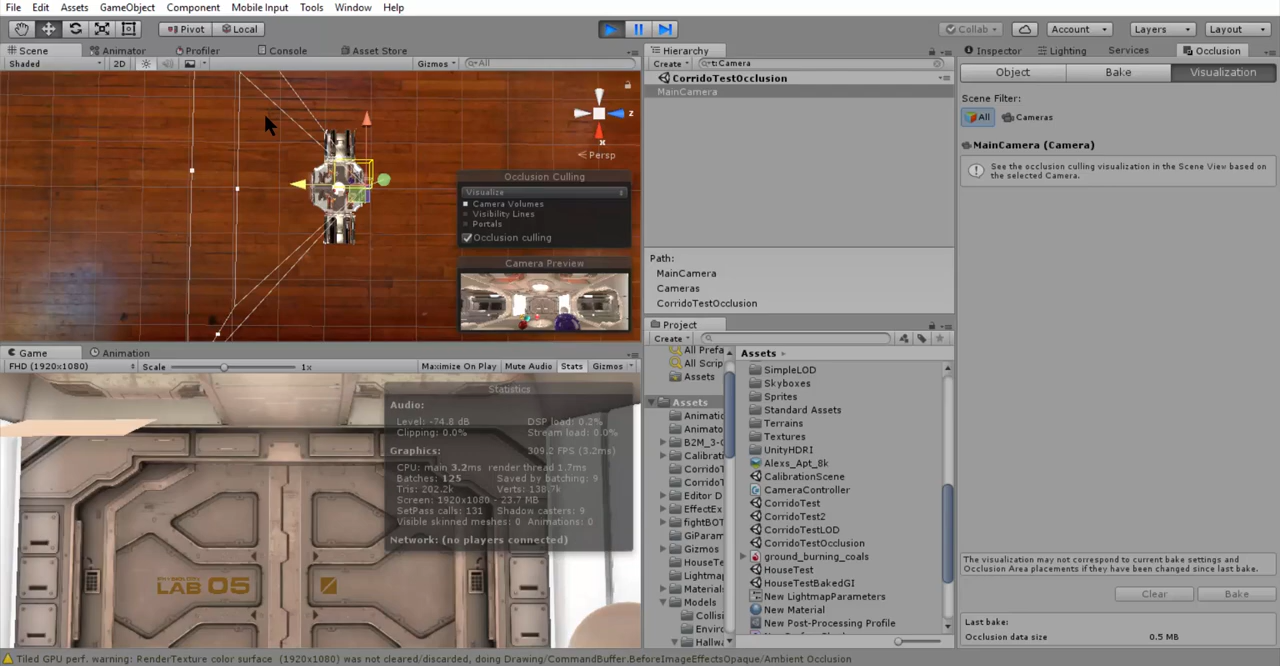 File Edit Assets GameObject Component Mobile Input Tools Window Help
Pivot Local Collab Account Layers Layout
Scene Animator Profiler Console Asset Store
Shaded 2D Gizmos All
z
x
Persp
Occlusion Culling
Visualize
Camera Volumes
Visibility Lines
Portals
Occlusion culling
Camera Preview
Game Animation
FHD (1920x1080) Scale 1x Maximize On Play Mute Audio Stats Gizmos
Statistics
Audio:
Level: -74.8 dB DSP load: 0.2%
Clipping: 0.0% Stream load: 0.0%
Graphics: 309.2 FPS (3.2ms)
CPU: main 3.2ms render thread 1.7ms
Batches: 125 Saved by batching: 9
Tris: 202.2k Verts: 138.7k
Screen: 1920x1080 - 23.7 MB
SetPass calls: 131 Shadow casters: 9
Visible skinned meshes: 0 Animations: 0
Network: (no players connected)
LAB 05
Hierarchy
Create t:Camera
CorridoTestOcclusion
MainCamera
Path:
MainCamera
Cameras
CorridoTestOcclusion
Project
Create
All Prefa
All Scrip
Assets
Assets
Animatio
Animator
B2M_3-
Calibrati
Corrido
Corrido
Editor D
EffectEx
fightBOT
GiParam
Gizmos
HouseTe
Lightmap
Materials
Models
Collisi
Enviro
Hallwa
Assets
SimpleLOD
Skyboxes
Sprites
Standard Assets
Terrains
Textures
UnityHDRI
Alexs_Apt_8k
CalibrationScene
CameraController
CorridoTest
CorridoTest2
CorridoTestLOD
CorridoTestOcclusion
ground_burning_coals
HouseTest
HouseTestBakedGI
New LightmapParameters
New Material
New Post-Processing Profile
Inspector Lighting Services Occlusion
Object Bake Visualization
Scene Filter:
All Cameras
MainCamera (Camera)
See the occlusion culling visualization in the Scene View based on
the selected Camera.
The visualization may not correspond to current bake settings and
Occlusion Area placements if they have been changed since last bake.
Clear Bake
Last bake:
Occlusion data size 0.5 MB
Tiled GPU perf. warning: RenderTexture color surface (1920x1080) was not cleared/discarded, doing Drawing/CommandBuffer.BeforeImageEffectsOpaque/Ambient Occlusion